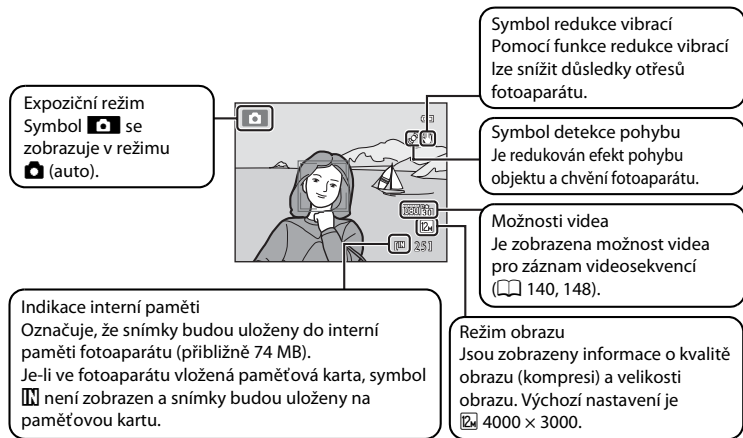 Symbol redukce vibrací
Pomocí funkce redukce vibrací
lze snížit důsledky otřesů
fotoaparátu.
Expoziční režim
Symbol se
zobrazuje v režimu
(auto).
Symbol detekce pohybu
Je redukován efekt pohybu
objektu a chvění fotoaparátu.
Možnosti videa
Je zobrazena možnost videa
pro záznam videosekvencí
( 140, 148).
12M
IN 251
Indikace interní paměti
Označuje, že snímky budou uloženy do interní
paměti fotoaparátu (přibližně 74 MB).
Je-li ve fotoaparátu vložená paměťová karta, symbol
IN není zobrazen a snímky budou uloženy na
paměťovou kartu.
Režim obrazu
Jsou zobrazeny informace o kvalitě
obrazu (kompresi) a velikosti
obrazu. Výchozí nastavení je
12M 4000 × 3000.